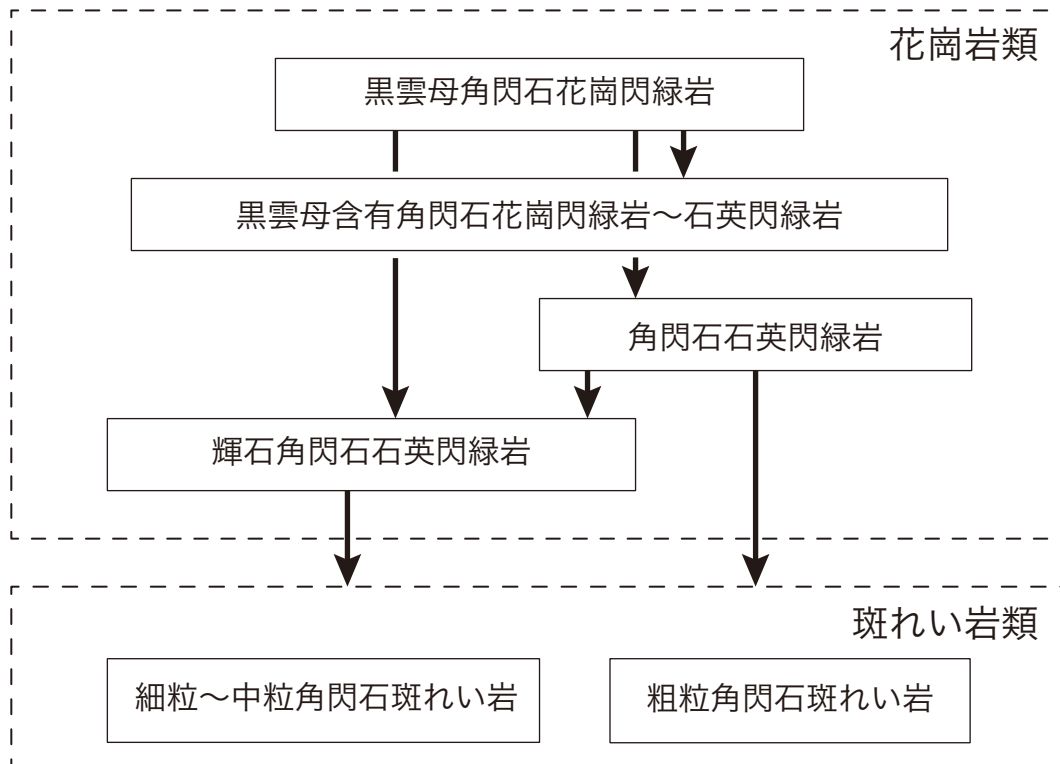 花崗岩類
黒雲母角閃石花崗閃緑岩
黒雲母含有角閃石花崗閃緑岩～石英閃緑岩
角閃石石英閃緑岩
輝石角閃石石英閃緑岩
斑れい岩類
細粒～中粒角閃石斑れい岩
粗粒角閃石斑れい岩